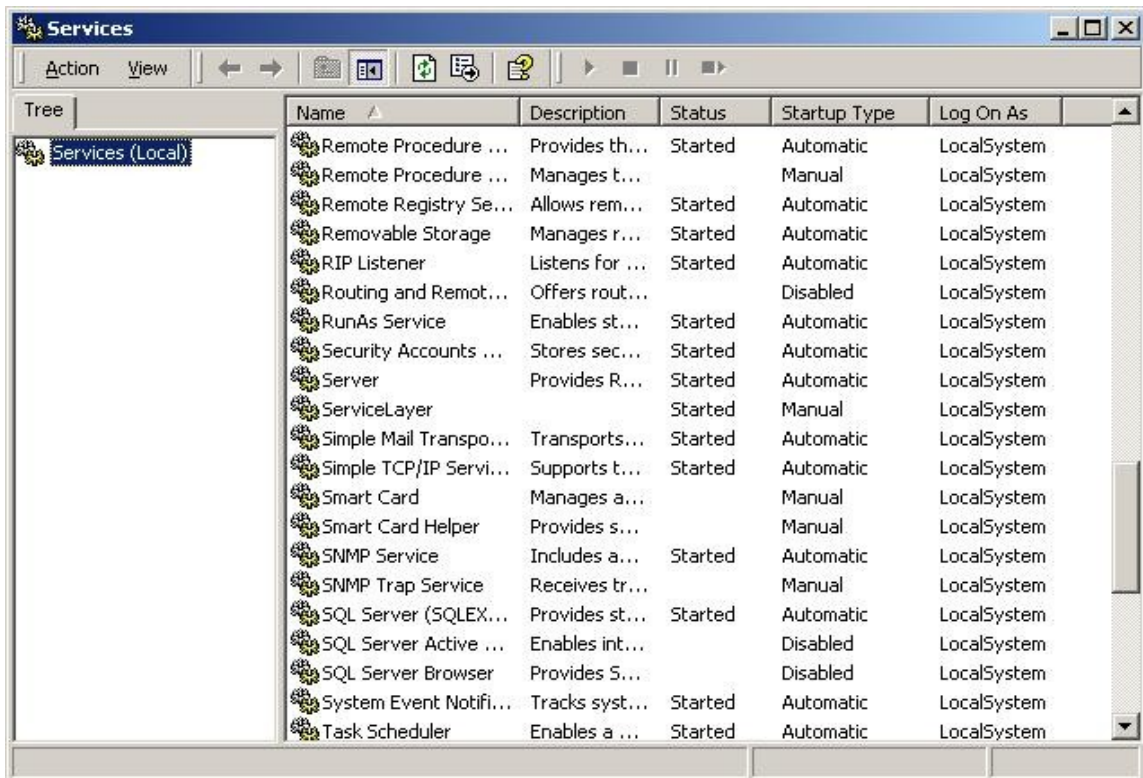 Services
Action View
Tree
Services (Local)
Name Description Status Startup Type Log On As
Remote Procedure ... Provides th... Started Automatic LocalSystem
Remote Procedure ... Manages t... Manual LocalSystem
Remote Registry Se... Allows rem... Started Automatic LocalSystem
Removable Storage Manages r... Started Automatic LocalSystem
RIP Listener Listens for ... Started Automatic LocalSystem
Routing and Remot... Offers rout... Disabled LocalSystem
RunAs Service Enables st... Started Automatic LocalSystem
Security Accounts ... Stores sec... Started Automatic LocalSystem
Server Provides R... Started Automatic LocalSystem
ServiceLayer Started Manual LocalSystem
Simple Mail Transpo... Transports... Started Automatic LocalSystem
Simple TCP/IP Servi... Supports t... Started Automatic LocalSystem
Smart Card Manages a... Manual LocalSystem
Smart Card Helper Provides s... Manual LocalSystem
SNMP Service Includes a... Started Automatic LocalSystem
SNMP Trap Service Receives tr... Manual LocalSystem
SQL Server (SQLEX... Provides st... Started Automatic LocalSystem
SQL Server Active ... Enables int... Disabled LocalSystem
SQL Server Browser Provides S... Disabled LocalSystem
System Event Notifi... Tracks syst... Started Automatic LocalSystem
Task Scheduler Enables a ... Started Automatic LocalSystem